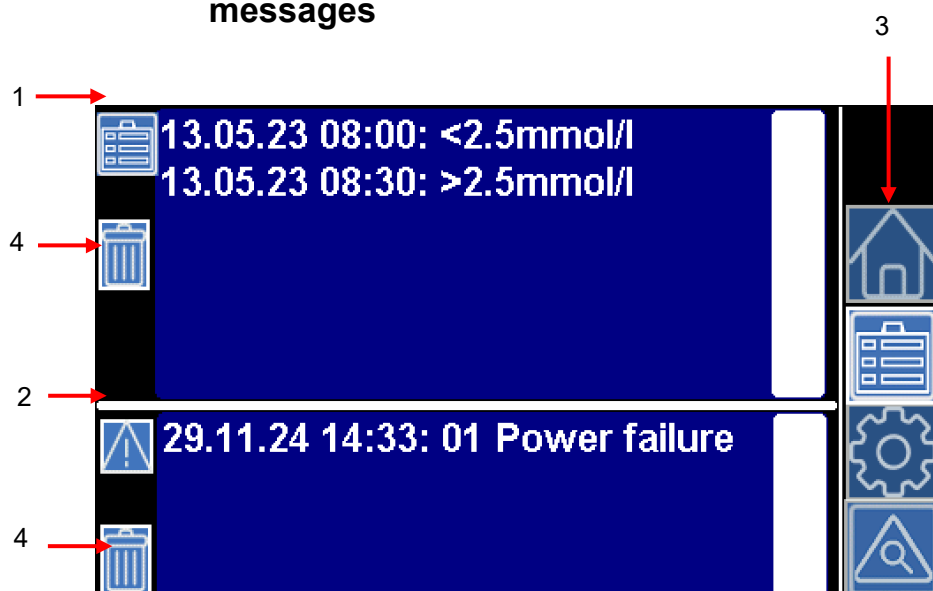 messages
3
1
13.05.23 08:00: <2.5mmol/l
13.05.23 08:30: >2.5mmol/l
4
2
29.11.24 14:33: 01 Power failure
4